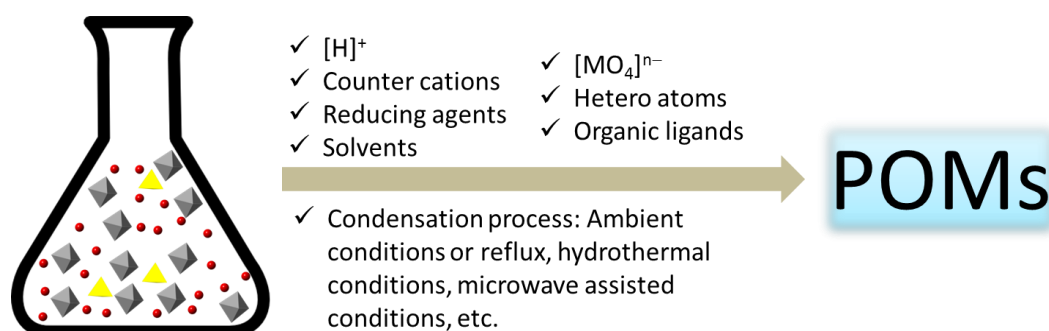 ✓ [H]⁺
✓ Counter cations
✓ Reducing agents
✓ Solvents
✓ [MO₄]ⁿ⁻
✓ Hetero atoms
✓ Organic ligands
✓ Condensation process: Ambient
conditions or reflux, hydrothermal
conditions, microwave assisted
conditions, etc.
POMs